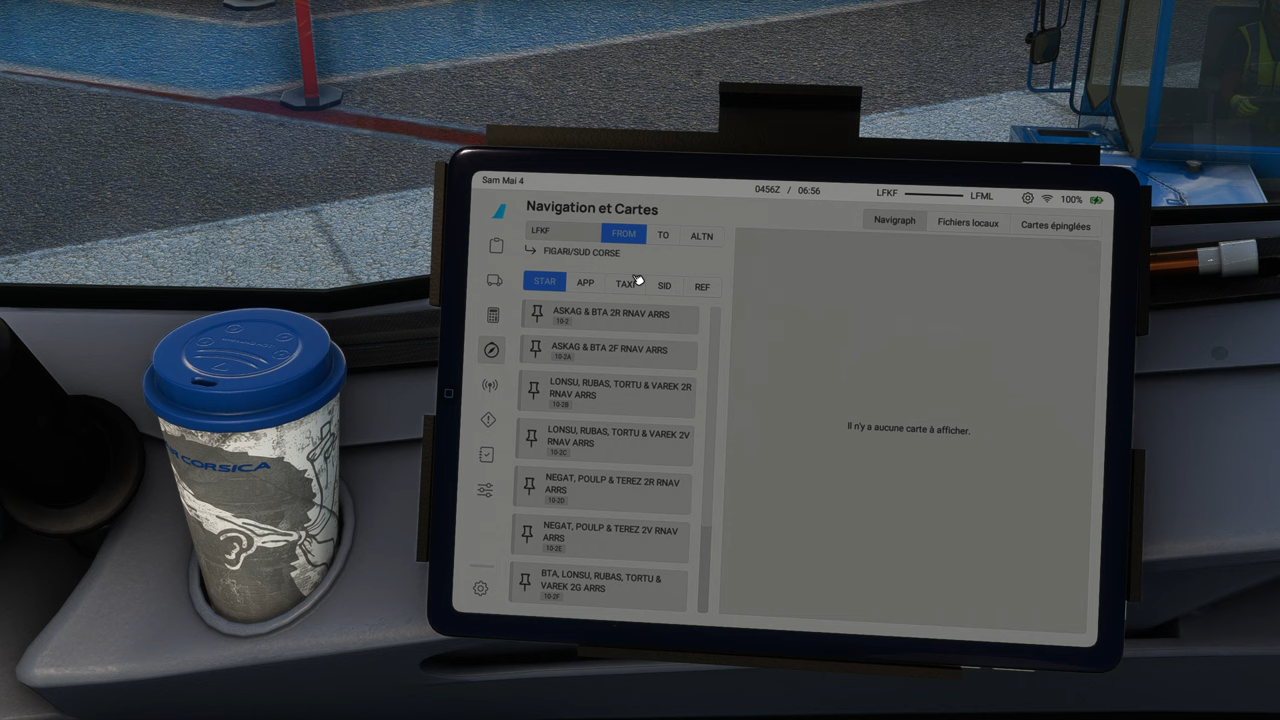 Sam Mai 4
0456Z / 06:56
LFKF
LFML
100%
Navigation et Cartes
Navigraph
Fichiers locaux
Cartes épinglées
LFKF
FROM
TO
ALTN
FIGARI/SUD CORSE
STAR
APP
TAXI
SID
REF
ASKAG & BTA 2R RNAV ARRS
10-2
ASKAG & BTA 2F RNAV ARRS
10-2A
LONSU, RUBAS, TORTU & VAREK 2R
RNAV ARRS
10-2B
LONSU, RUBAS, TORTU & VAREK 2V
RNAV ARRS
10-2C
NEGAT, POULP & TEREZ 2R RNAV
ARRS
10-2D
NEGAT, POULP & TEREZ 2V RNAV
ARRS
10-2E
BTA, LONSU, RUBAS, TORTU &
VAREK 2G ARRS
10-2F
Il n'y a aucune carte à afficher.
CORSICA